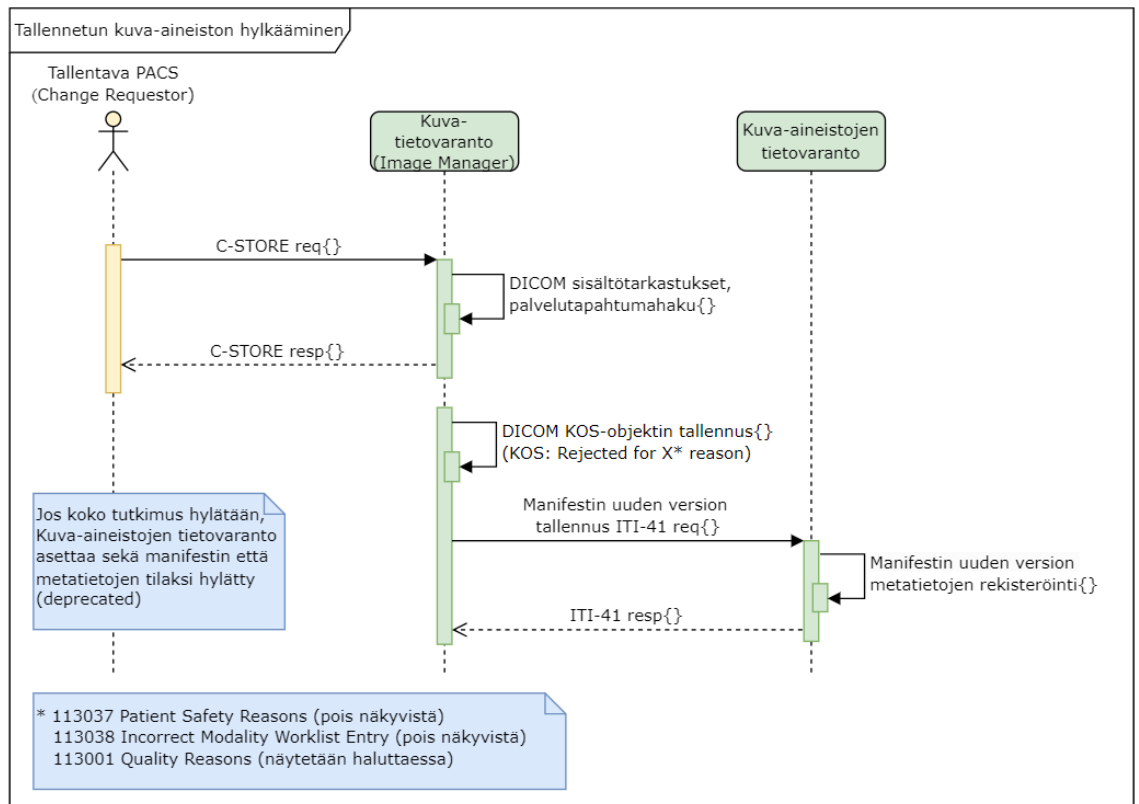 Tallennetun kuva-aineiston hylkääminen
Tallentava PACS
(Change Requestor)
Kuva-
tietovaranto
(Image Manager)
Kuva-aineistojen
tietovaranto
C-STORE req{}
DICOM sisältötarkastukset,
palvelutapahtumahaku{}
C-STORE resp{}
DICOM KOS-objektin tallennus{}
(KOS: Rejected for X* reason)
Jos koko tutkimus hylätään,
Kuva-aineistojen tietovaranto
asettaa sekä manifestin että
metatietojen tilaksi hylätty
(deprecated)
Manifestin uuden version
tallennus ITI-41 req{}
Manifestin uuden version
metatietojen rekisteröinti{}
ITI-41 resp{}
* 113037 Patient Safety Reasons (pois näkyvistä)
113038 Incorrect Modality Worklist Entry (pois näkyvistä)
113001 Quality Reasons (näytetään haluttaessa)